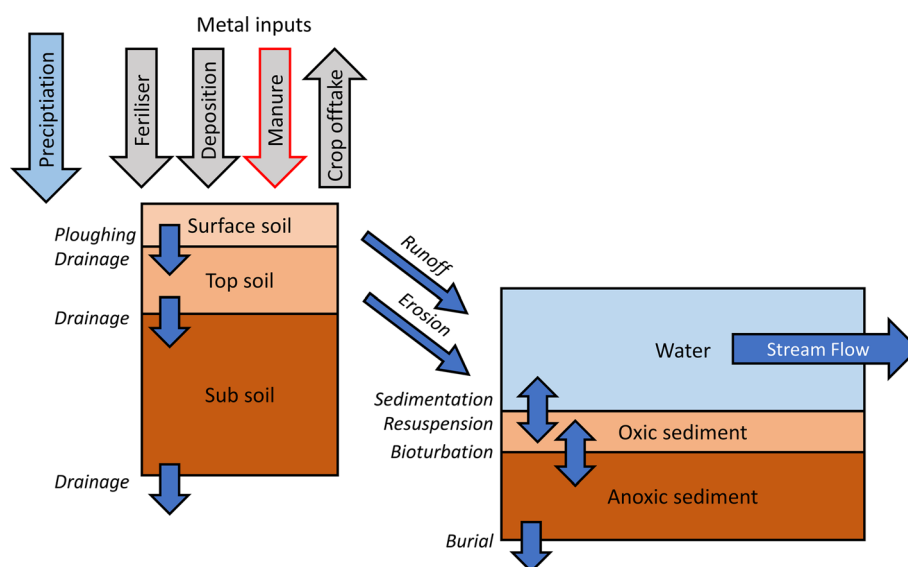 Metal inputs
Preciptiation
Feriliser
Deposition
Manure
Crop offtake
Surface soil
Ploughing
Drainage
Top soil
Drainage
Sub soil
Drainage
Runoff
Erosion
Water
Stream Flow
Sedimentation
Resuspension
Oxic sediment
Bioturbation
Anoxic sediment
Burial